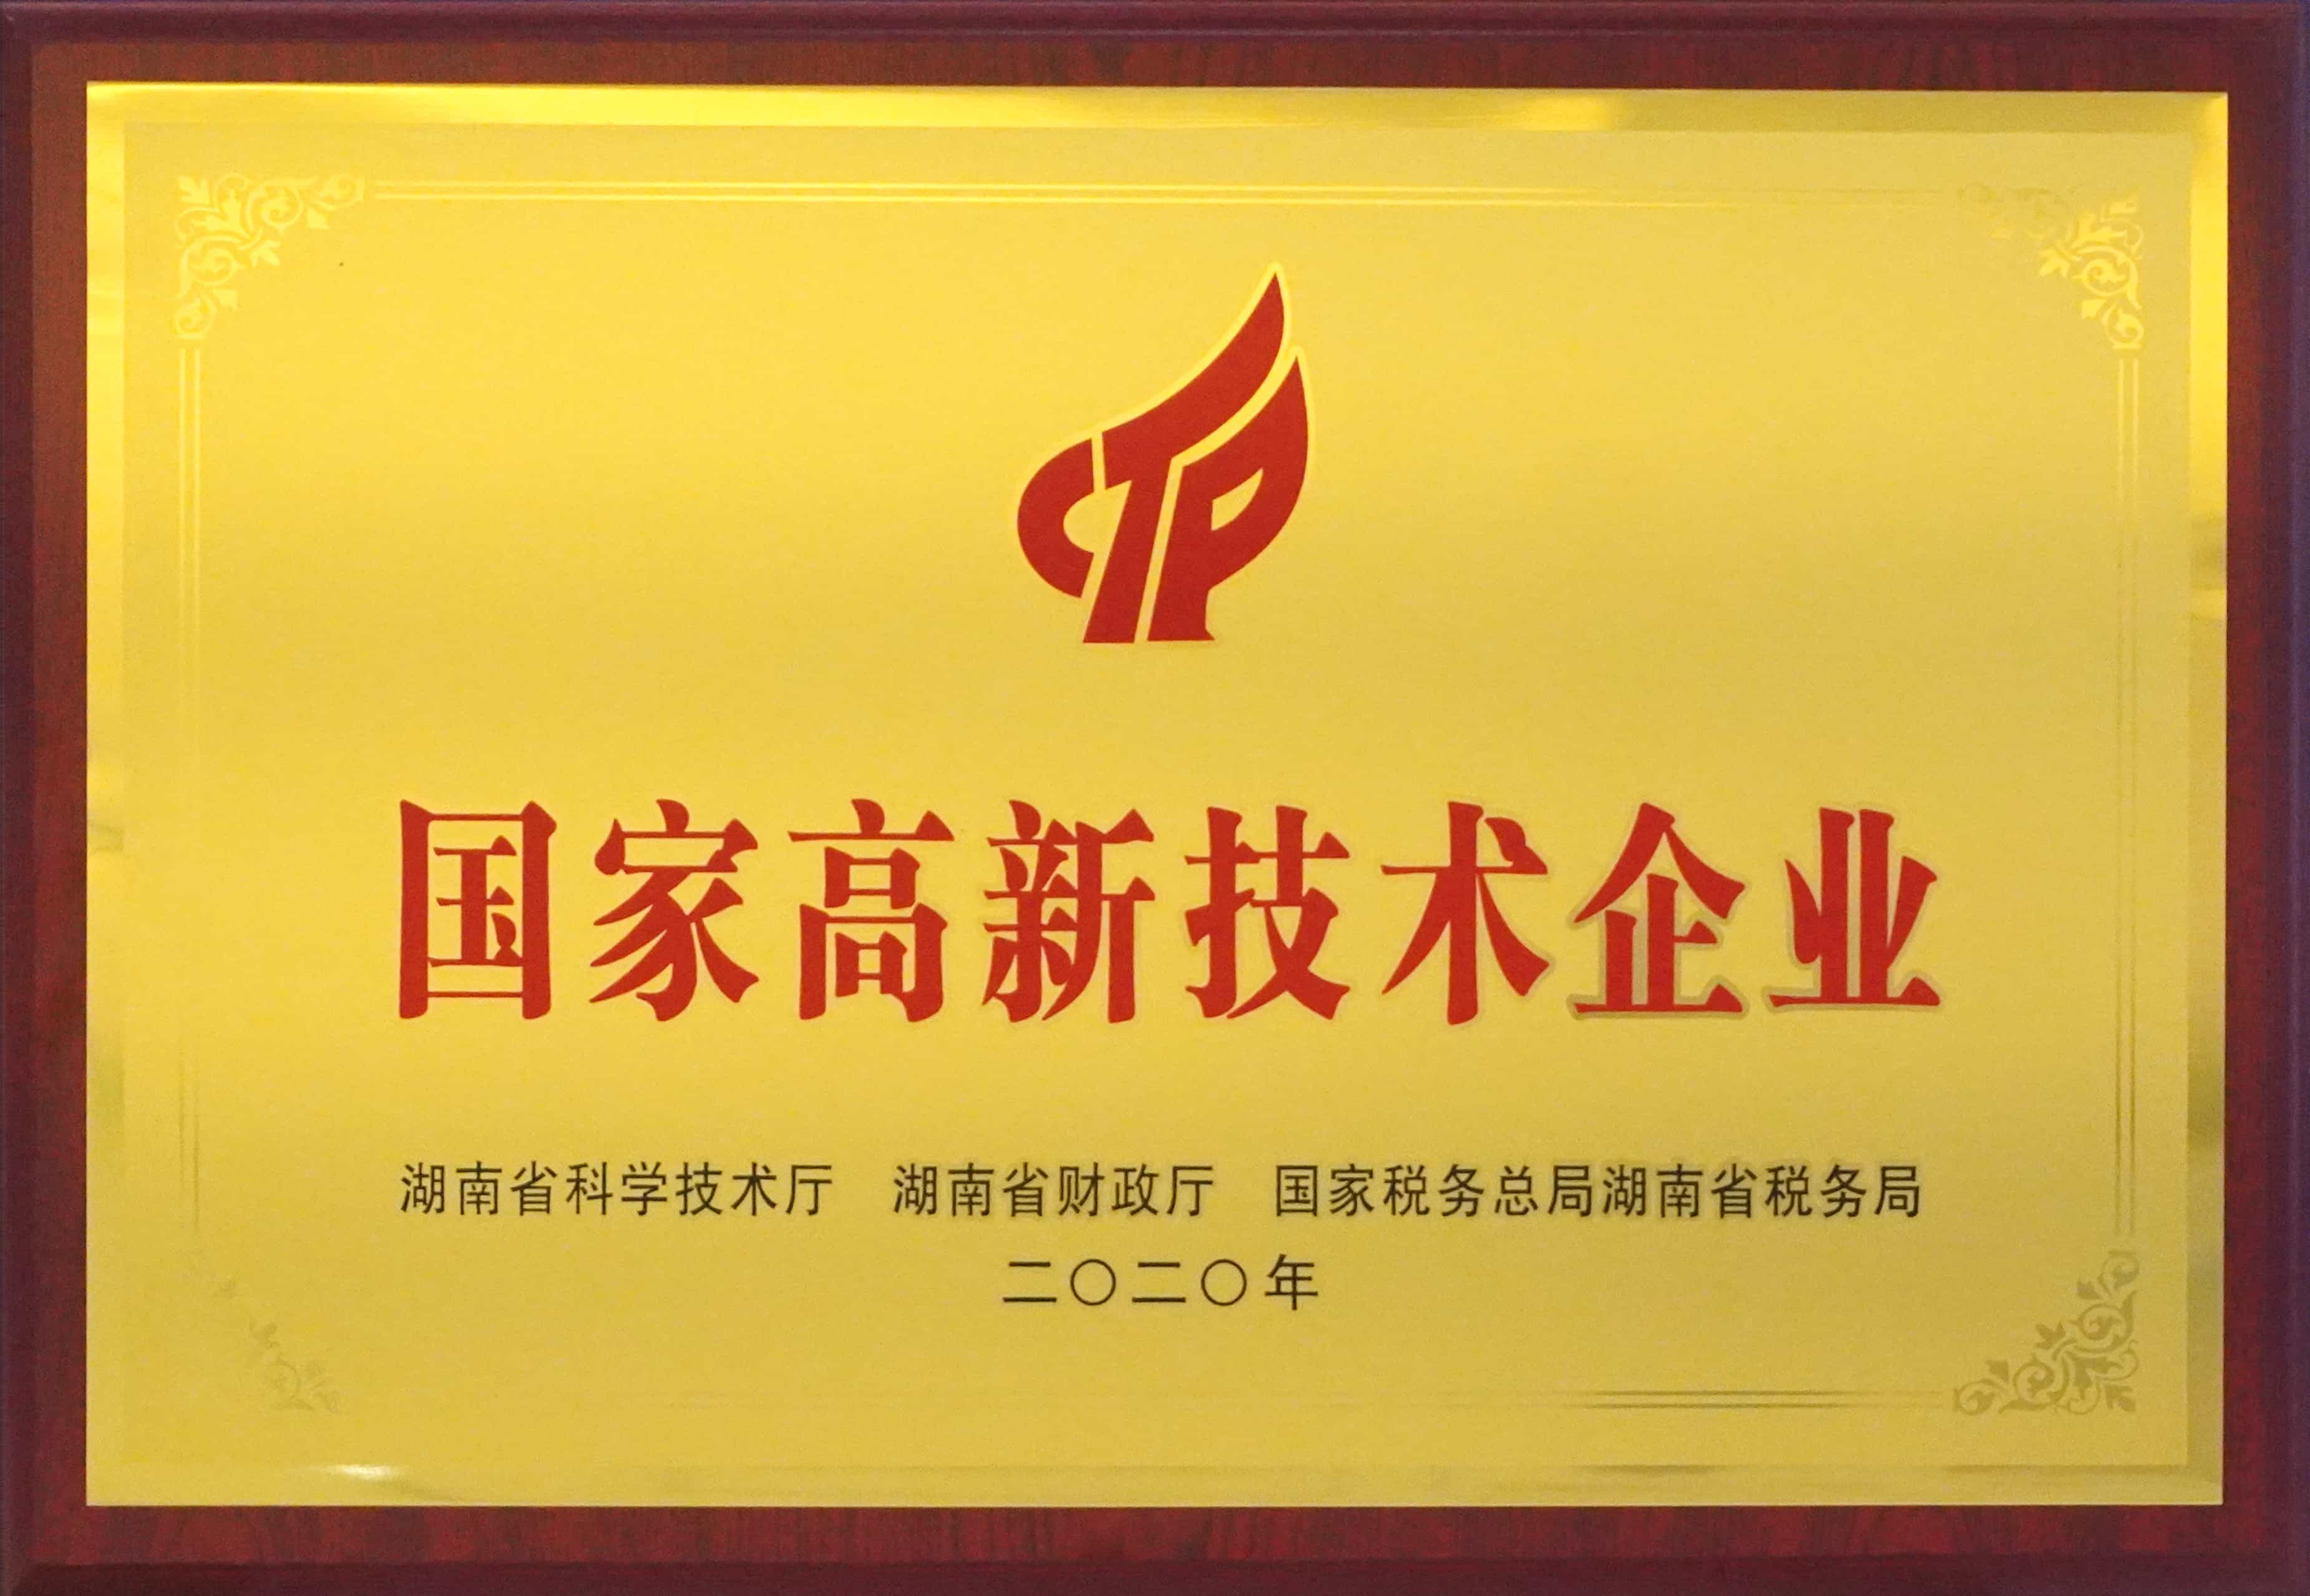 CTP
国家高新技术企业
湖南省科学技术厅 湖南省财政厅 国家税务总局湖南省税务局
二〇二〇年